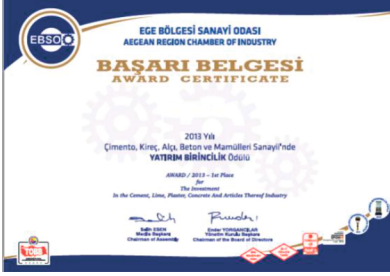 EBSO
EGE BÖLGESİ SANAYİ ODASI
AEGEAN REGION CHAMBER OF INDUSTRY
BAŞARI BELGESİ
AWARD CERTIFICATE
2013 Yılı
Çimento, Kireç, Alçı, Beton ve Mamülleri Sanayii'nde
YATIRIM BİRİNCİLİK Ödülü
AWARD / 2013 – 1st Place
for
The Investment
In the Cement, Lime, Plaster, Concrete And Articles Thereof Industry
Salih ESEN
Meclis Başkanı
Chairman of Assembly
Ender YORGANCILAR
Yönetim Kurulu Başkanı
Chairman of the Board of Directors